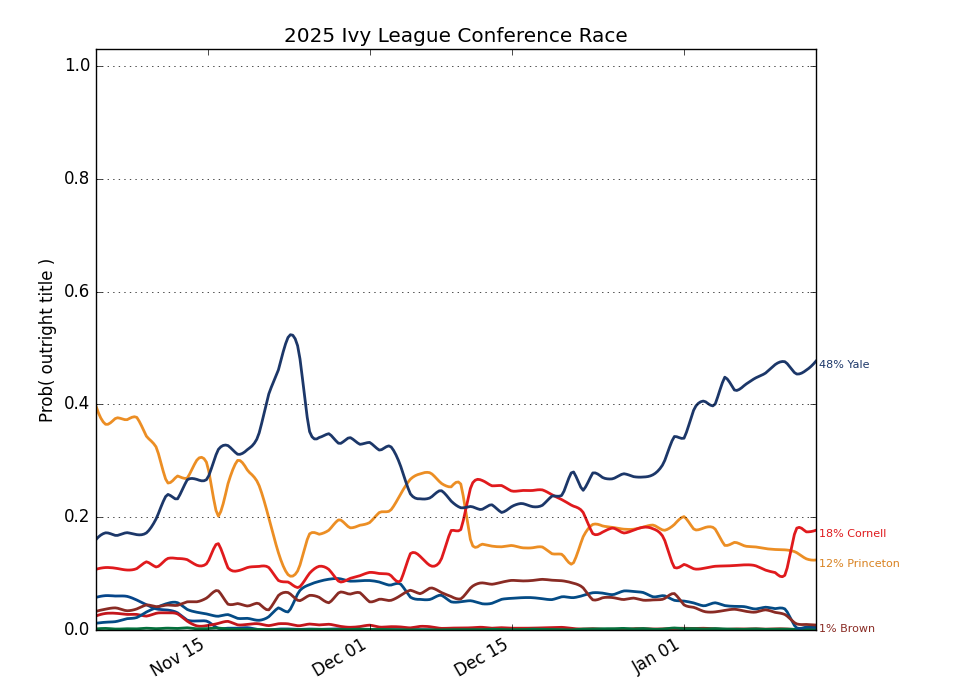 2025 Ivy League Conference Race
Prob( outright title )
1.0
0.8
0.6
0.4
0.2
0.0
48% Yale
18% Cornell
12% Princeton
1% Brown
Nov 15
Dec 01
Dec 15
Jan 01